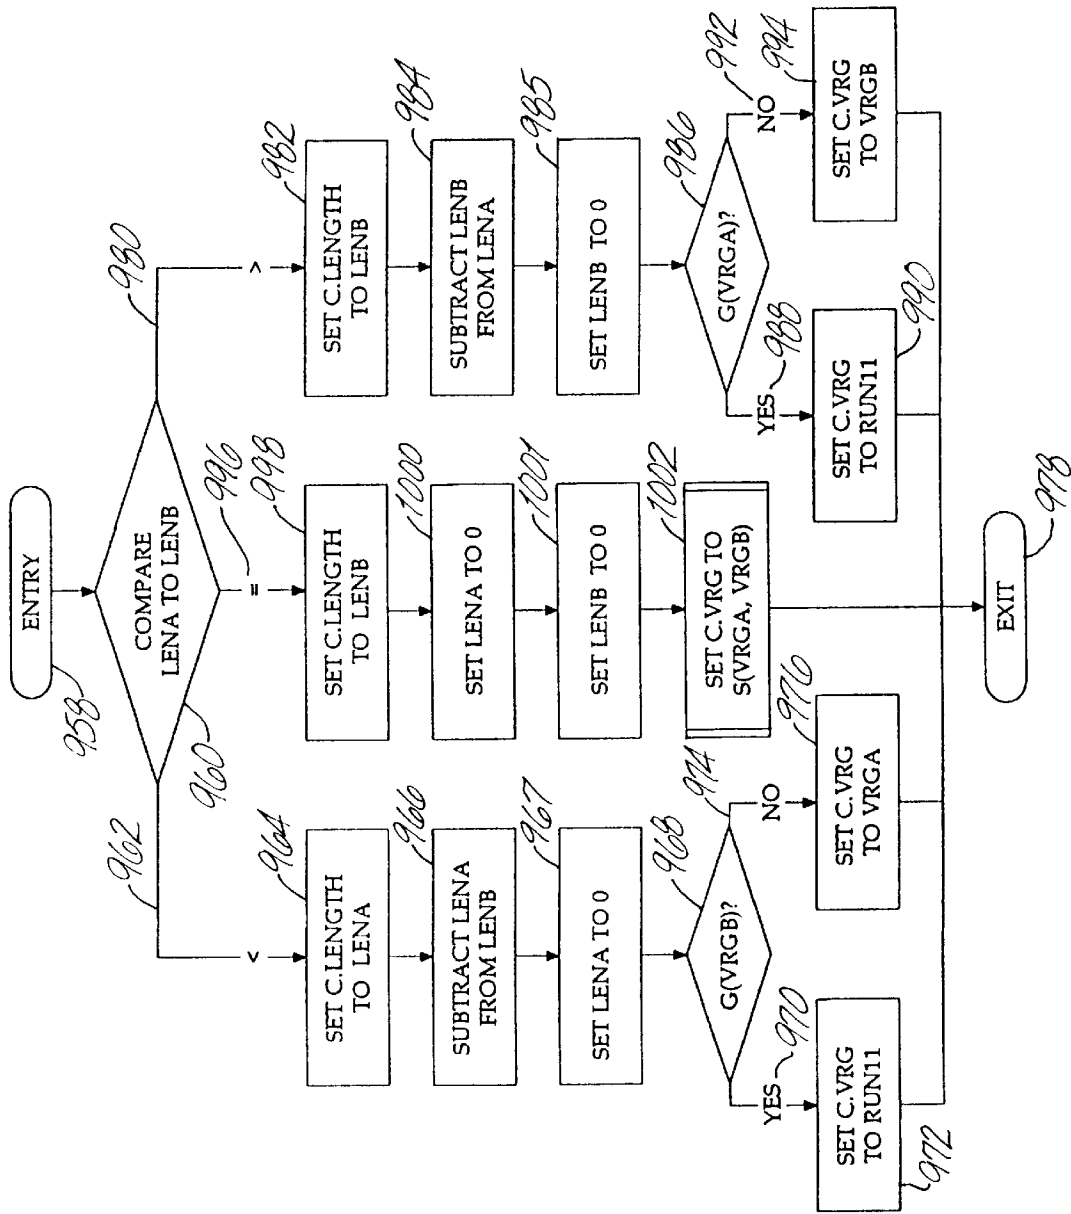 ENTRY
958
COMPARE
LENA TO LENB
960
962
<
964
SET C.LENGTH
TO LENA
966
SUBTRACT LENA
FROM LENB
967
SET LENA TO 0
968
G(VRGB)?
970
YES
974
NO
972
SET C.VRG
TO RUN11
976
SET C.VRG
TO VRGA
996
=
998
SET C.LENGTH
TO LENB
1000
SET LENA TO 0
1001
SET LENB TO 0
1002
SET C.VRG TO
S(VRGA, VRGB)
980
>
982
SET C.LENGTH
TO LENB
984
SUBTRACT LENB
FROM LENA
985
SET LENB TO 0
986
G(VRGA)?
988
YES
992
NO
990
SET C.VRG
TO RUN11
994
SET C.VRG
TO VRGB
EXIT
978